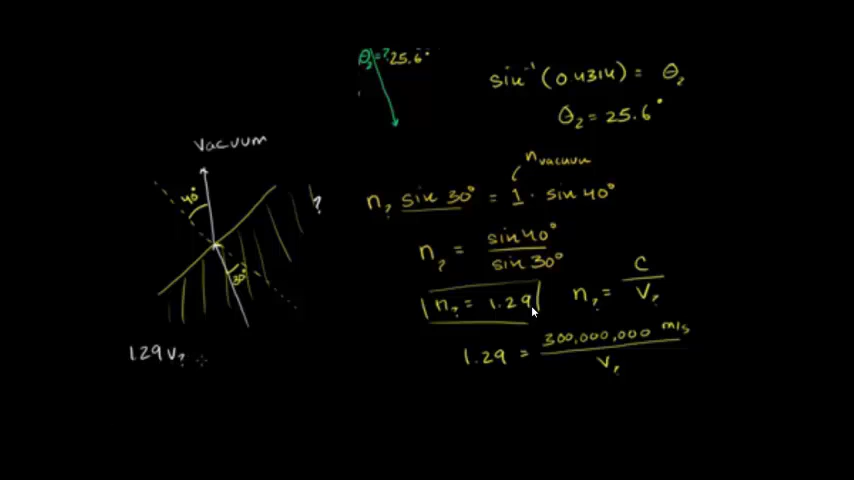 θ₂=? 25.6°
sin⁻¹ (0.4314) = θ₂
θ₂ = 25.6°
Vacuum
40°
30°
?
n vacuum
n? sin 30° = 1 · sin 40°
n? = sin 40° / sin 30°
n? = 1.29
n? = C / V?
1.29 = 300,000,000 m/s / V?
1.29 V?